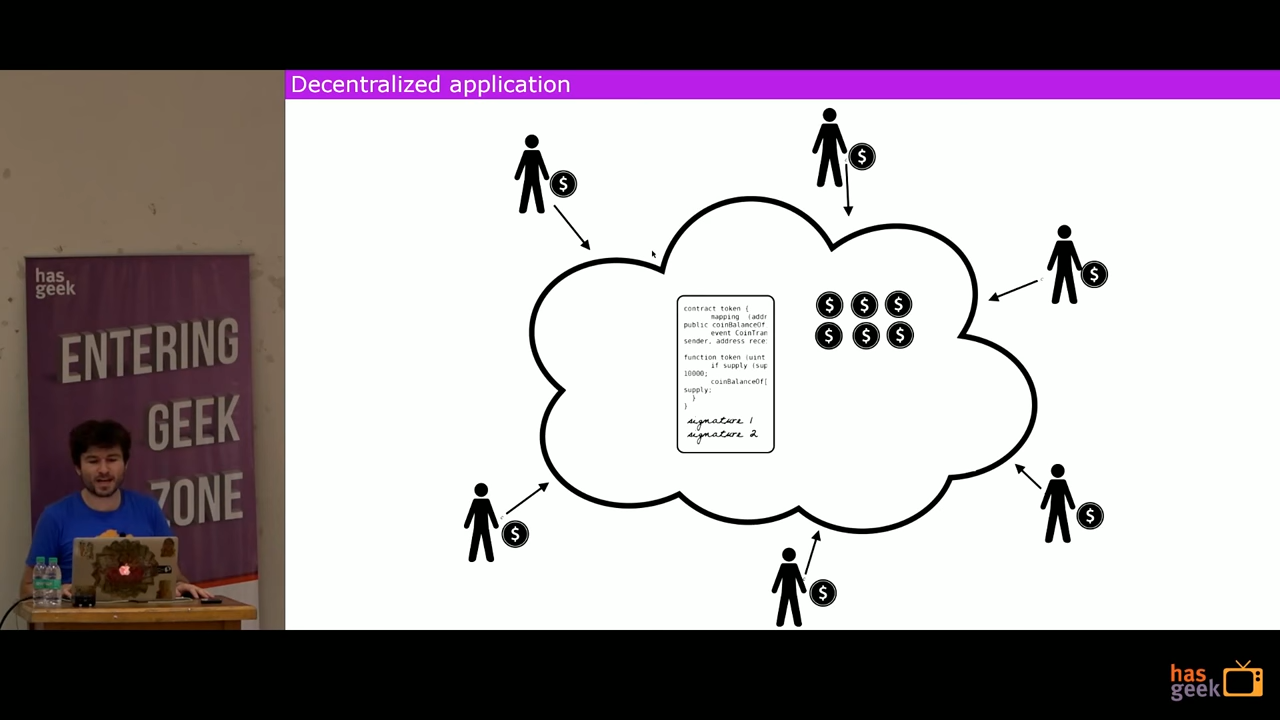 Decentralized application
has
geek
ENTERING
GEEK
ZONE
$
$
$
$
$
$
$ $ $
$ $ $
contract token {
mapping (addr
public coinBalanceOf
event CoinTran
sender, address rece
function token (uint
if supply (sup
10000;
coinBalanceOf[
supply;
}
}
signature 1
signature 2
has
geek